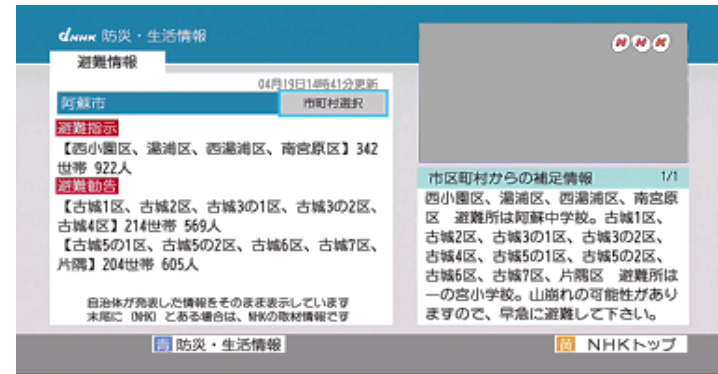 dNHK 防災・生活情報
NHK
避難情報
04月19日14時41分更新
阿蘇市
市町村選択
避難指示
【西小園区、湯浦区、西湯浦区、南宮原区】342
世帯 922人
避難勧告
【古城1区、古城2区、古城3の1区、古城3の2区、
古城4区】214世帯 569人
【古城5の1区、古城5の2区、古城6区、古城7区、
片隅】204世帯 605人
自治体が発表した情報をそのまま表示しています
末尾に (NHK) とある場合は、NHKの取材情報です
市区町村からの補足情報 1/1
西小園区、湯浦区、西湯浦区、南宮原
区 避難所は阿蘇中学校。古城1区、
古城2区、古城3の1区、古城3の2区、
古城4区、古城5の1区、古城5の2区、
古城6区、古城7区、片隅区 避難所は
一の宮小学校。山崩れの可能性があり
ますので、早急に避難して下さい。
青 防災・生活情報
黄 NHKトップ